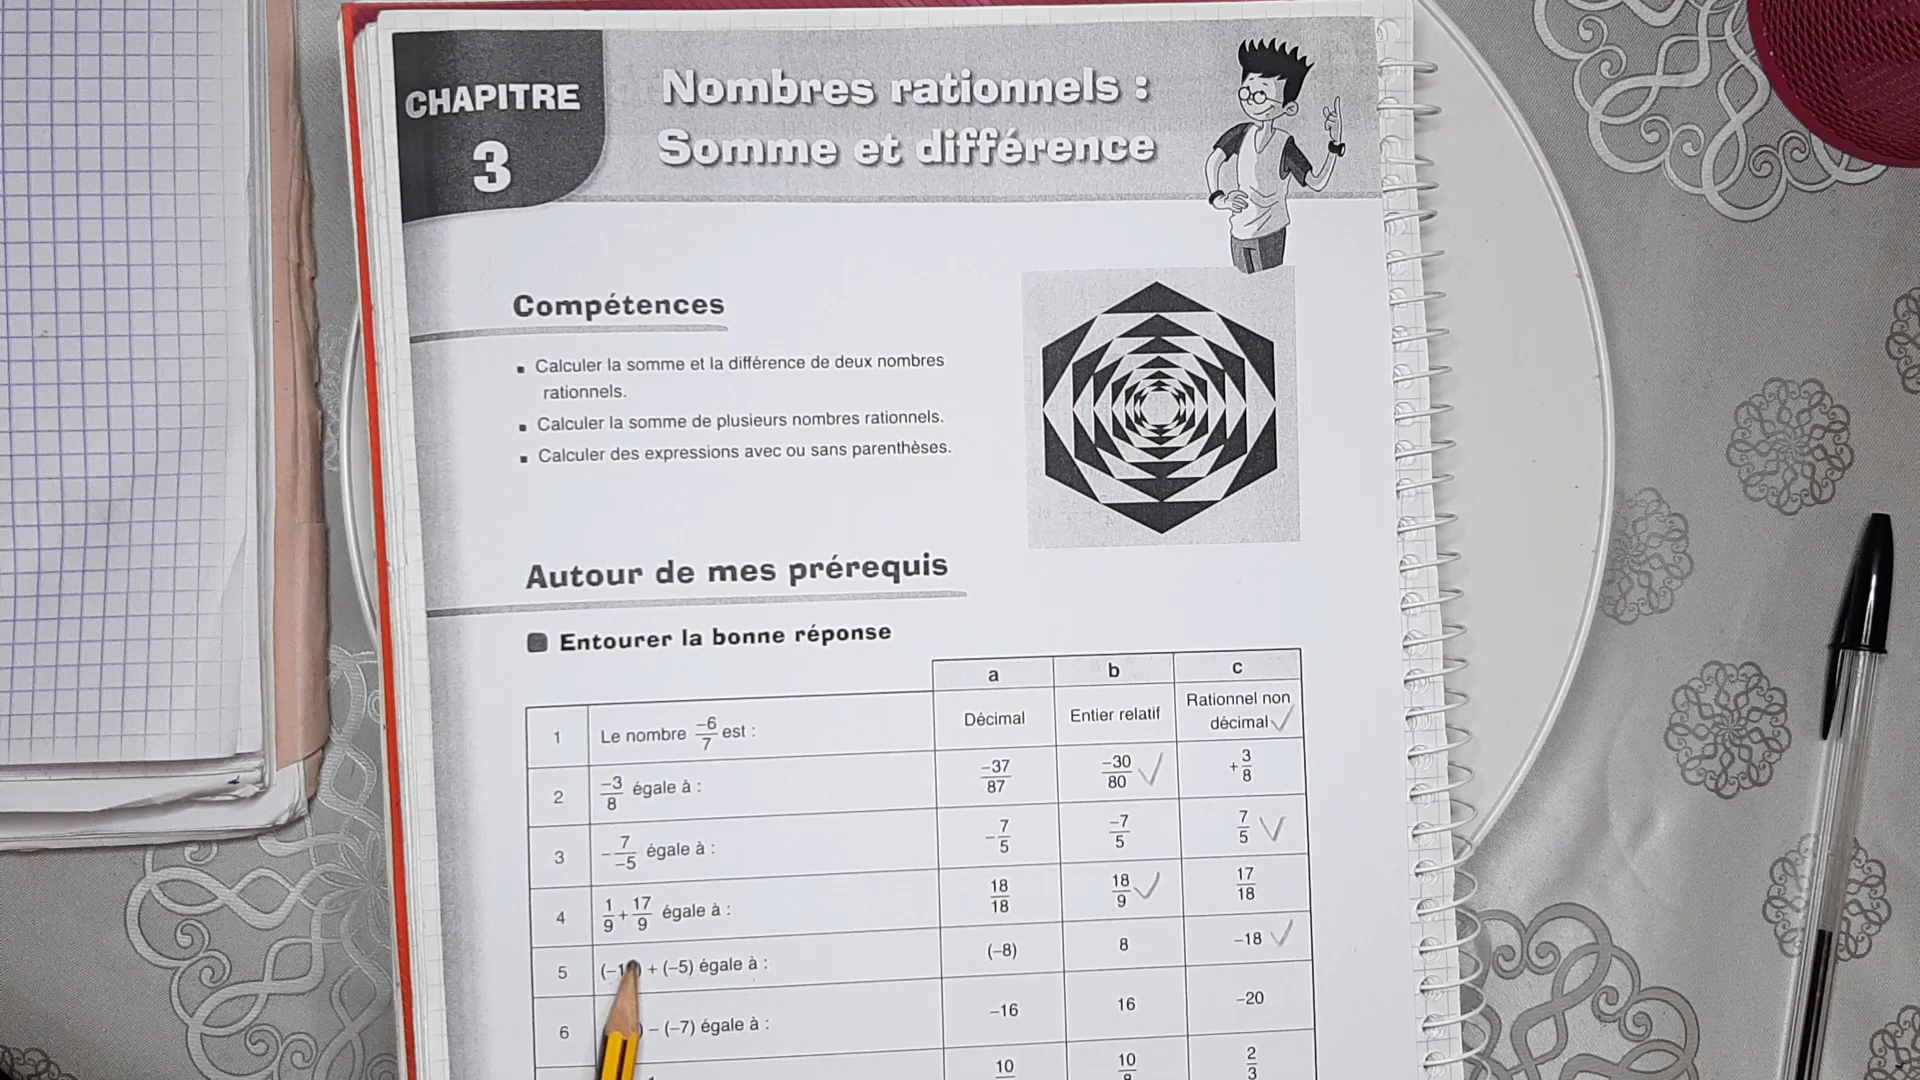 CHAPITRE
3
Nombres rationnels :
Somme et différence
Compétences
▪ Calculer la somme et la différence de deux nombres
rationnels.
▪ Calculer la somme de plusieurs nombres rationnels.
▪ Calculer des expressions avec ou sans parenthèses.
Autour de mes prérequis
Entourer la bonne réponse
a b c
1 Le nombre -6/7 est : Décimal Entier relatif Rationnel non décimal ✓
2 -3/8 égale à : -37/87 -30/80 ✓ +3/8
3 -7/-5 égale à : -7/5 -7/5 7/5 ✓
4 1/9+17/9 égale à : 18/18 18/9 ✓ 17/18
5 + (-5) égale à : (-8) 8 -18 ✓
6 ) - (-7) égale à : -16 16 -20
10 10 2/3